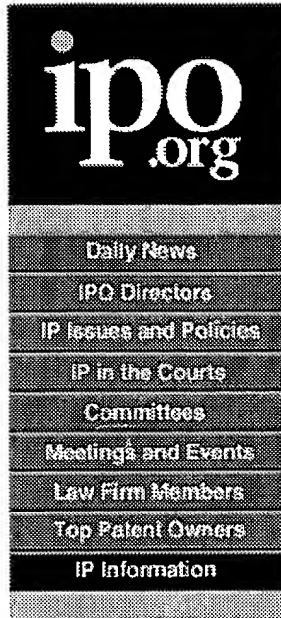 ipo
.org
Daily News
IPO Directors
IP Issues and Policies
IP in the Courts
Committees
Meetings and Events
Law Firm Members
Top Patent Owners
IP Information